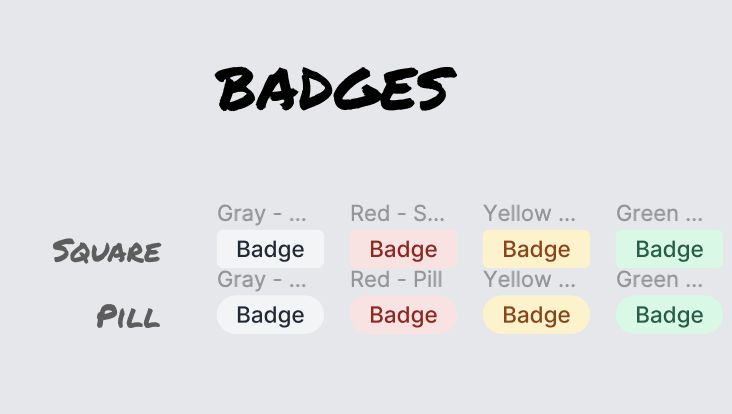 BADGES
Gray - ... Red - S... Yellow ... Green ...
SQUARE Badge Badge Badge Badge
Gray - ... Red - Pill Yellow ... Green ...
PILL Badge Badge Badge Badge